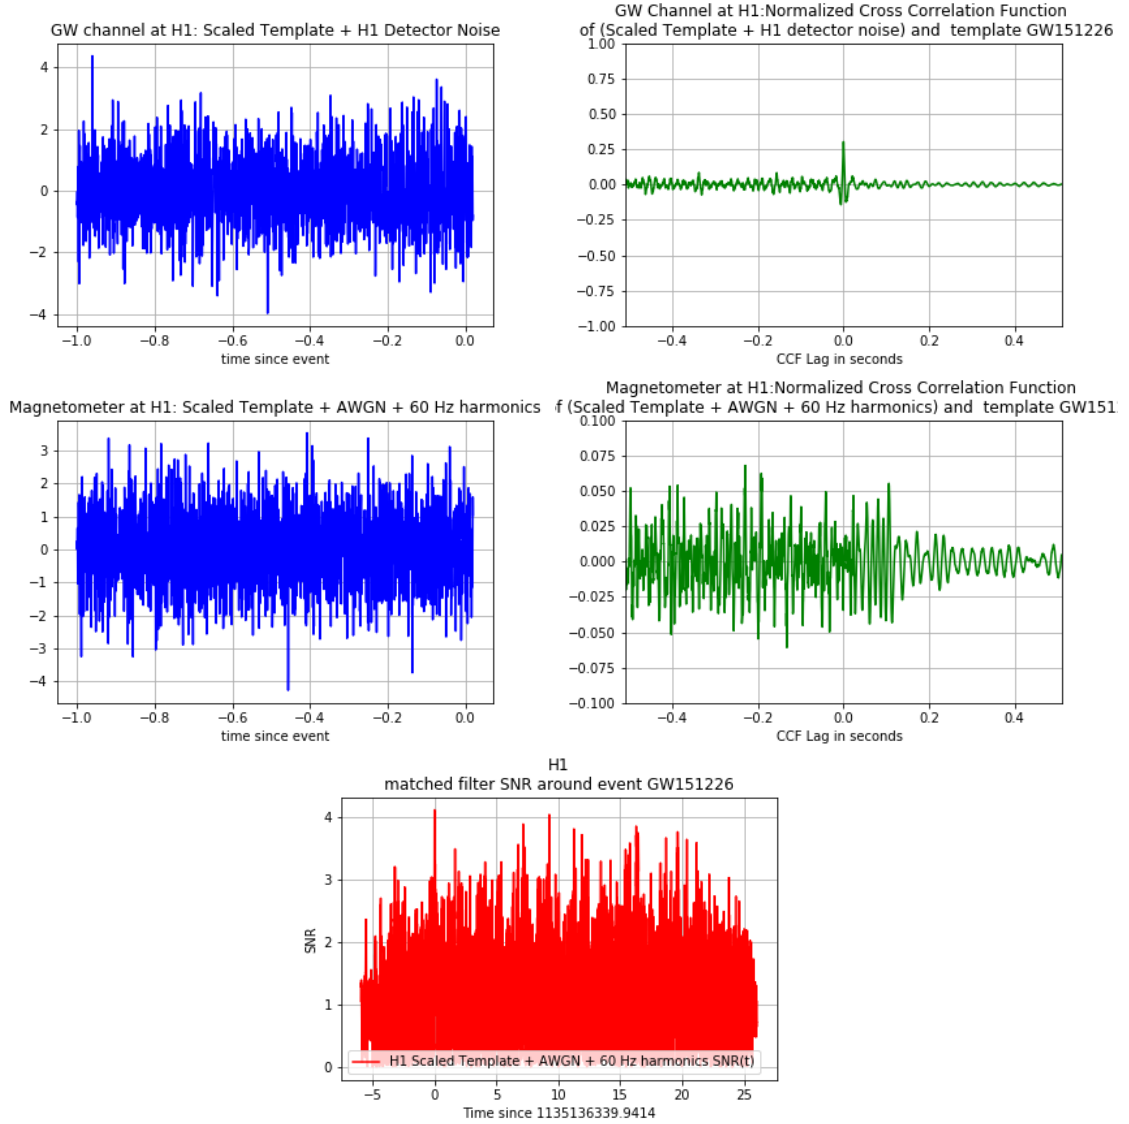 GW channel at H1: Scaled Template + H1 Detector Noise
4
2
0
−2
−4
−1.0 −0.8 −0.6 −0.4 −0.2 0.0
time since event
GW Channel at H1:Normalized Cross Correlation Function
of (Scaled Template + H1 detector noise) and template GW151226
1.00
0.75
0.50
0.25
0.00
−0.25
−0.50
−0.75
−1.00
−0.4 −0.2 0.0 0.2 0.4
CCF Lag in seconds
Magnetometer at H1: Scaled Template + AWGN + 60 Hz harmonics
3
2
1
0
−1
−2
−3
−4
−1.0 −0.8 −0.6 −0.4 −0.2 0.0
time since event
Magnetometer at H1:Normalized Cross Correlation Function
f (Scaled Template + AWGN + 60 Hz harmonics) and template GW151
0.100
0.075
0.050
0.025
0.000
−0.025
−0.050
−0.075
−0.100
−0.4 −0.2 0.0 0.2 0.4
CCF Lag in seconds
H1
matched filter SNR around event GW151226
4
3
2
1
0
SNR
H1 Scaled Template + AWGN + 60 Hz harmonics SNR(t)
−5 0 5 10 15 20 25
Time since 1135136339.9414